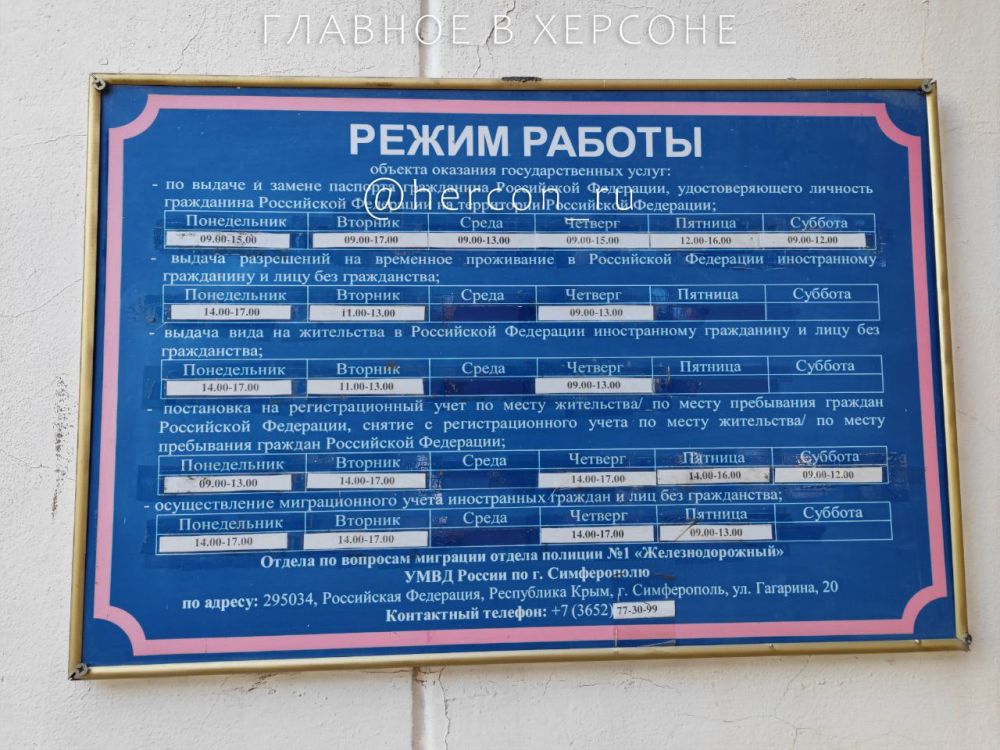 ГЛАВНОЕ В ХЕРСОНЕ
РЕЖИМ РАБОТЫ
объекта оказания государственных услуг:
- по выдаче и замене паспорта гражданина Российской Федерации, удостоверяющего личность
@hercon_ru
гражданина Российской Федерации на территории Российской Федерации;
Понедельник Вторник Среда Четверг Пятница Суббота
09.00-15.00 09.00-17.00 09.00-13.00 09.00-15.00 12.00-16.00 09.00-12.00
- выдача разрешений на временное проживание в Российской Федерации иностранному
гражданину и лицу без гражданства;
Понедельник Вторник Среда Четверг Пятница Суббота
14.00-17.00 11.00-13.00 09.00-13.00
- выдача вида на жительства в Российской Федерации иностранному гражданину и лицу без
гражданства;
Понедельник Вторник Среда Четверг Пятница Суббота
14.00-17.00 11.00-13.00 09.00-13.00
- постановка на регистрационный учет по месту жительства/ по месту пребывания граждан
Российской Федерации, снятие с регистрационного учета по месту жительства/ по месту
пребывания граждан Российской Федерации;
Понедельник Вторник Среда Четверг Пятница Суббота
09.00-13.00 14.00-17.00 14.00-17.00 14.00-16.00 09.00-12.00
- осуществление миграционного учета иностранных граждан и лиц без гражданства;
Понедельник Вторник Среда Четверг Пятница Суббота
14.00-17.00 14.00-17.00 14.00-17.00 09.00-13.00
Отдела по вопросам миграции отдела полиции №1 «Железнодорожный»
УМВД России по г. Симферополю
по адресу: 295034, Российская Федерация, Республика Крым, г. Симферополь, ул. Гагарина, 20
Контактный телефон: +7 (3652) 77-30-99